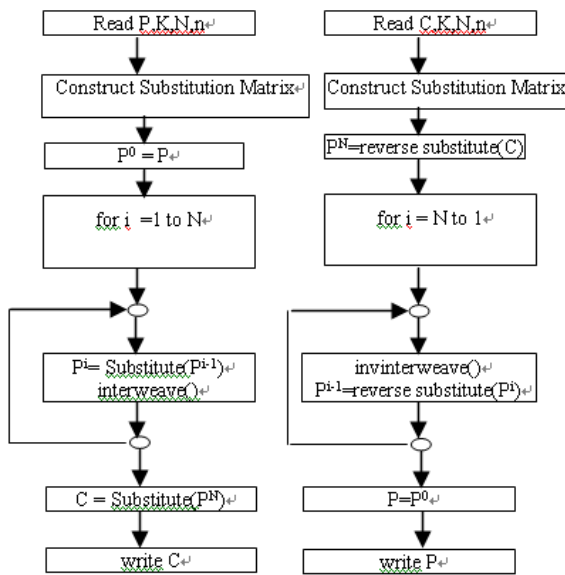 Read P,K,N,n
Construct Substitution Matrix
P⁰ = P
for i =1 to N
Pⁱ= Substitute(Pⁱ⁻¹)
interweave()
C = Substitute(Pᴺ)
write C
Read C,K,N,n
Construct Substitution Matrix
Pᴺ=reverse substitute(C)
for i = N to 1
invinterweave()
Pⁱ⁻¹=reverse substitute(Pⁱ)
P=P⁰
write P